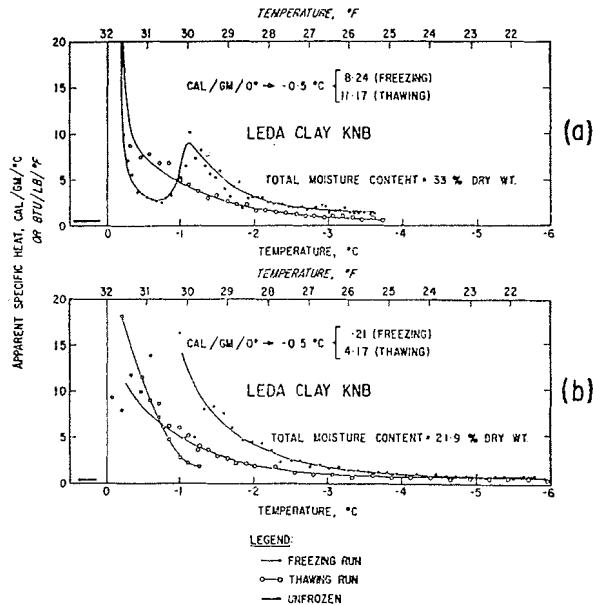 TEMPERATURE, °F
32 31 30 29 28 27 26 25 24 23 22
20
15
10
5
0
CAL/GM/0° → -0.5 °C
8·24 (FREEZING)
11·17 (THAWING)
LEDA CLAY KNB
(a)
TOTAL MOISTURE CONTENT = 33 % DRY WT.
0 -1 -2 -3 -4 -5 -6
TEMPERATURE, °C
APPARENT SPECIFIC HEAT, CAL/GM/°C
OR BTU/LB/°F
TEMPERATURE, °F
32 31 30 29 28 27 26 25 24 23 22
20
15
10
5
0
CAL/GM/0° → -0.5 °C
·21 (FREEZING)
4·17 (THAWING)
LEDA CLAY KNB
(b)
TOTAL MOISTURE CONTENT = 21·9 % DRY WT.
0 -1 -2 -3 -4 -5 -6
TEMPERATURE, °C
LEGEND:
FREEZING RUN
THAWING RUN
UNFROZEN